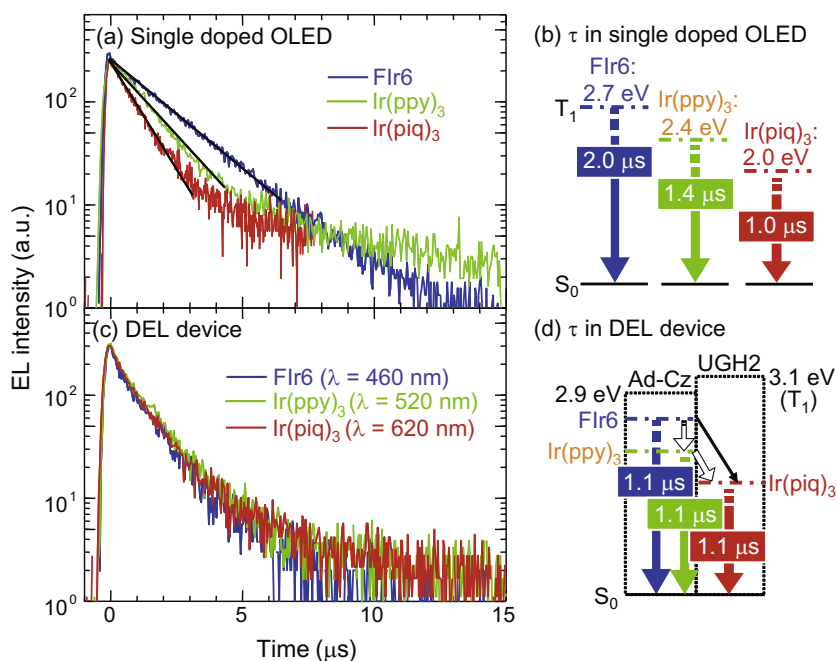 (a) Single doped OLED
FIr6
Ir(ppy)3
Ir(piq)3
10²
10¹
10⁰
EL intensity (a.u.)
(b) τ in single doped OLED
FIr6:
2.7 eV
Ir(ppy)3:
2.4 eV
Ir(piq)3:
2.0 eV
T1
2.0 μs
1.4 μs
1.0 μs
S0
(c) DEL device
FIr6 (λ = 460 nm)
Ir(ppy)3 (λ = 520 nm)
Ir(piq)3 (λ = 620 nm)
10²
10¹
10⁰
0 5 10 15
Time (μs)
(d) τ in DEL device
UGH2
Ad-Cz
2.9 eV
3.1 eV
(T1)
FIr6
Ir(ppy)3
Ir(piq)3
1.1 μs
1.1 μs
1.1 μs
S0